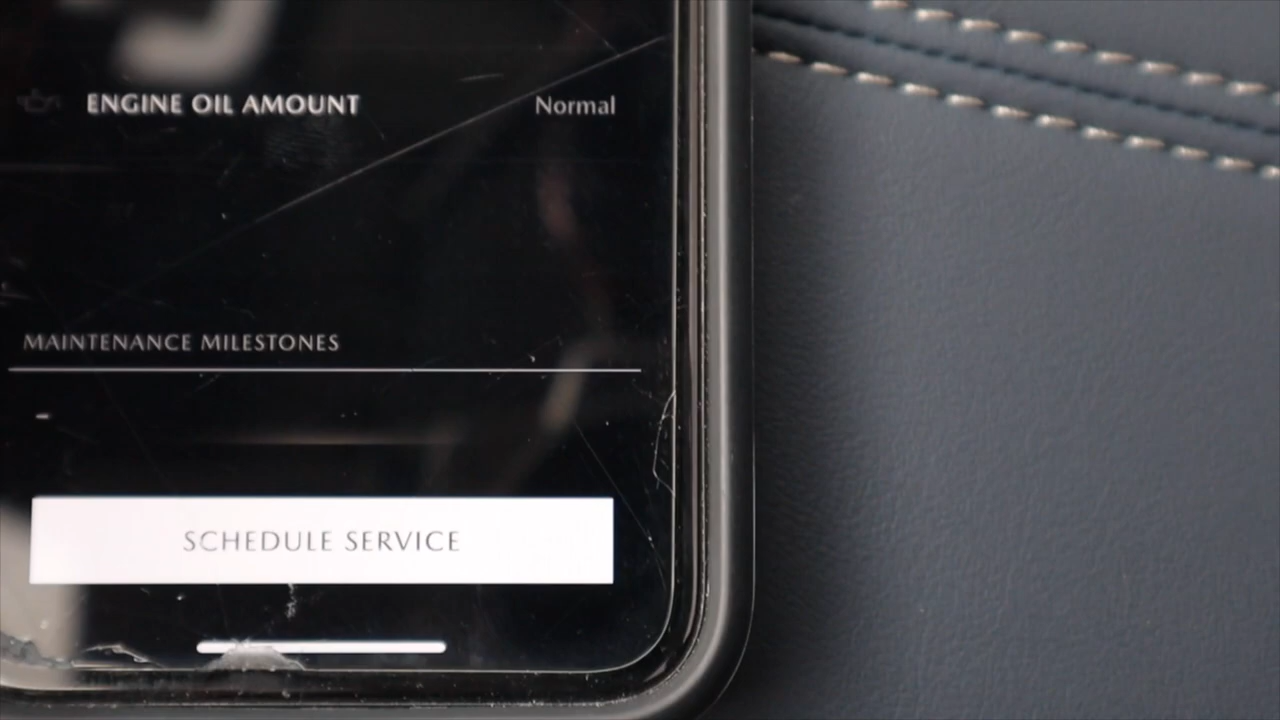 ENGINE OIL AMOUNT Normal
MAINTENANCE MILESTONES
SCHEDULE SERVICE